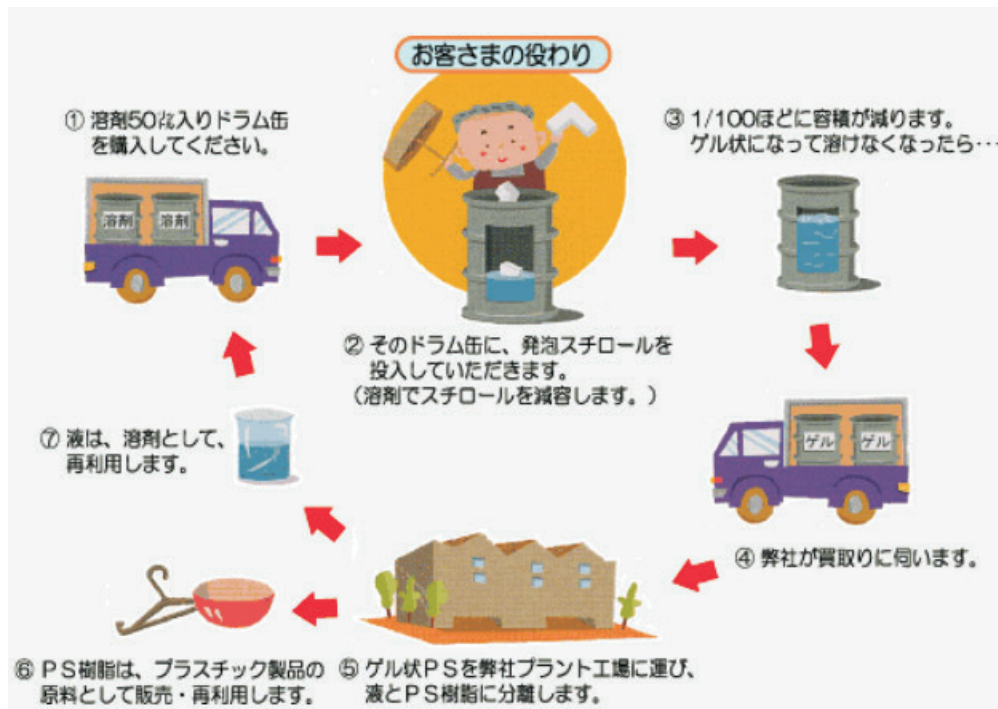 お客さまの役わり
① 溶剤50㍑入りドラム缶
を購入してください。
溶剤 溶剤
② そのドラム缶に、発泡スチロールを
投入していただきます。
(溶剤でスチロールを減容します。)
③ 1/100ほどに容積が減ります。
ゲル状になって溶けなくなったら…
ゲル ゲル
④ 弊社が買取りに伺います。
⑤ ゲル状PSを弊社プラント工場に運び、
液とPS樹脂に分離します。
⑥ PS樹脂は、プラスチック製品の
原料として販売・再利用します。
⑦ 液は、溶剤として、
再利用します。